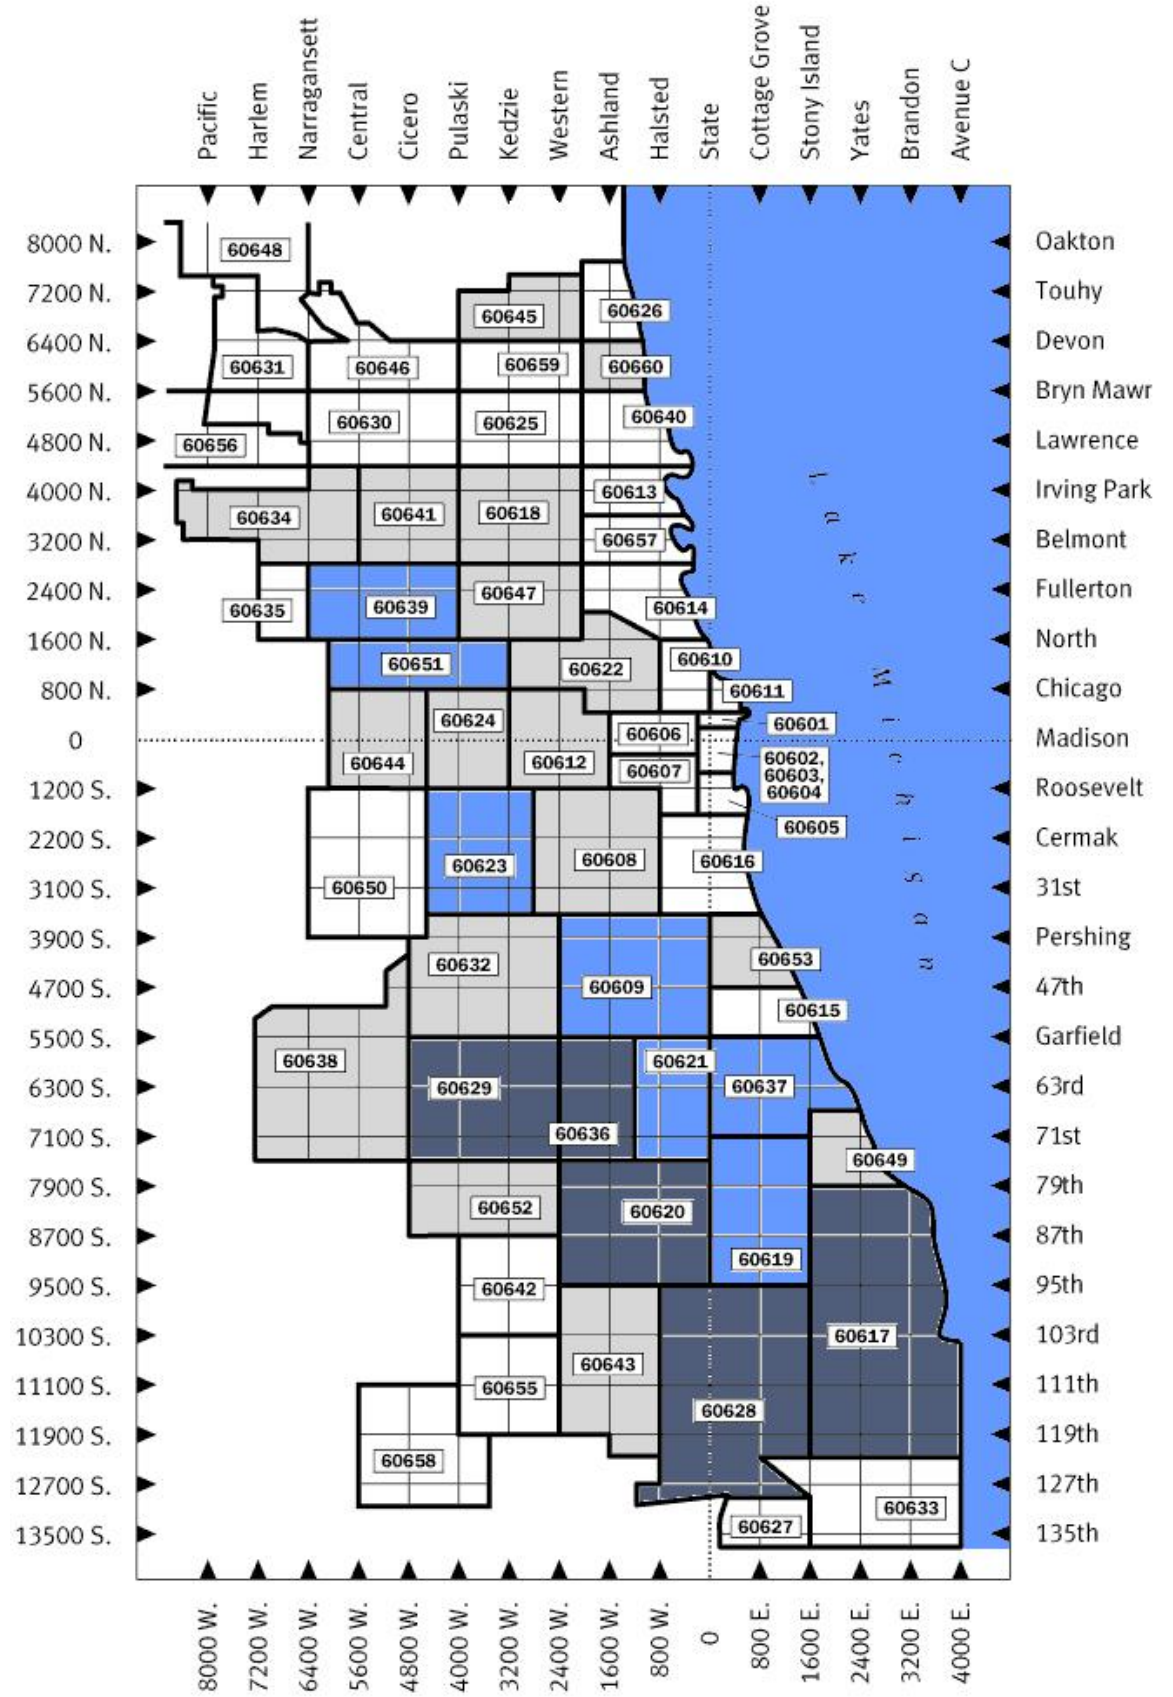 Pacific
Harlem
Narragansett
Central
Cicero
Pulaski
Kedzie
Western
Ashland
Halsted
State
Cottage Grove
Stony Island
Yates
Brandon
Avenue C
8000 N.
60648
Oakton
7200 N.
60645
60626
Touhy
6400 N.
Devon
60631
60646
60659
60660
5600 N.
Bryn Mawr
60630
60625
60640
4800 N.
60656
Lawrence
4000 N.
60613
Irving Park
60634
60641
60618
3200 N.
60657
Belmont
2400 N.
60647
Fullerton
60635
60639
60614
1600 N.
North
60651
60622
60610
800 N.
60611
Chicago
60624
60601
0
60606
Madison
60644
60612
60607
60602,
60603,
60604
1200 S.
Roosevelt
60605
2200 S.
Cermak
60623
60608
60616
3100 S.
60650
31st
Lake Michigan
3900 S.
Pershing
60632
60653
4700 S.
60609
47th
60615
5500 S.
Garfield
60638
60621
6300 S.
60629
60637
63rd
7100 S.
60636
71st
60649
7900 S.
79th
60652
60620
8700 S.
87th
60619
9500 S.
60642
95th
10300 S.
60617
103rd
60643
11100 S.
60655
111th
60628
11900 S.
119th
60658
12700 S.
127th
60633
13500 S.
60627
135th
8000 W.
7200 W.
6400 W.
5600 W.
4800 W.
4000 W.
3200 W.
2400 W.
1600 W.
800 W.
0
800 E.
1600 E.
2400 E.
3200 E.
4000 E.